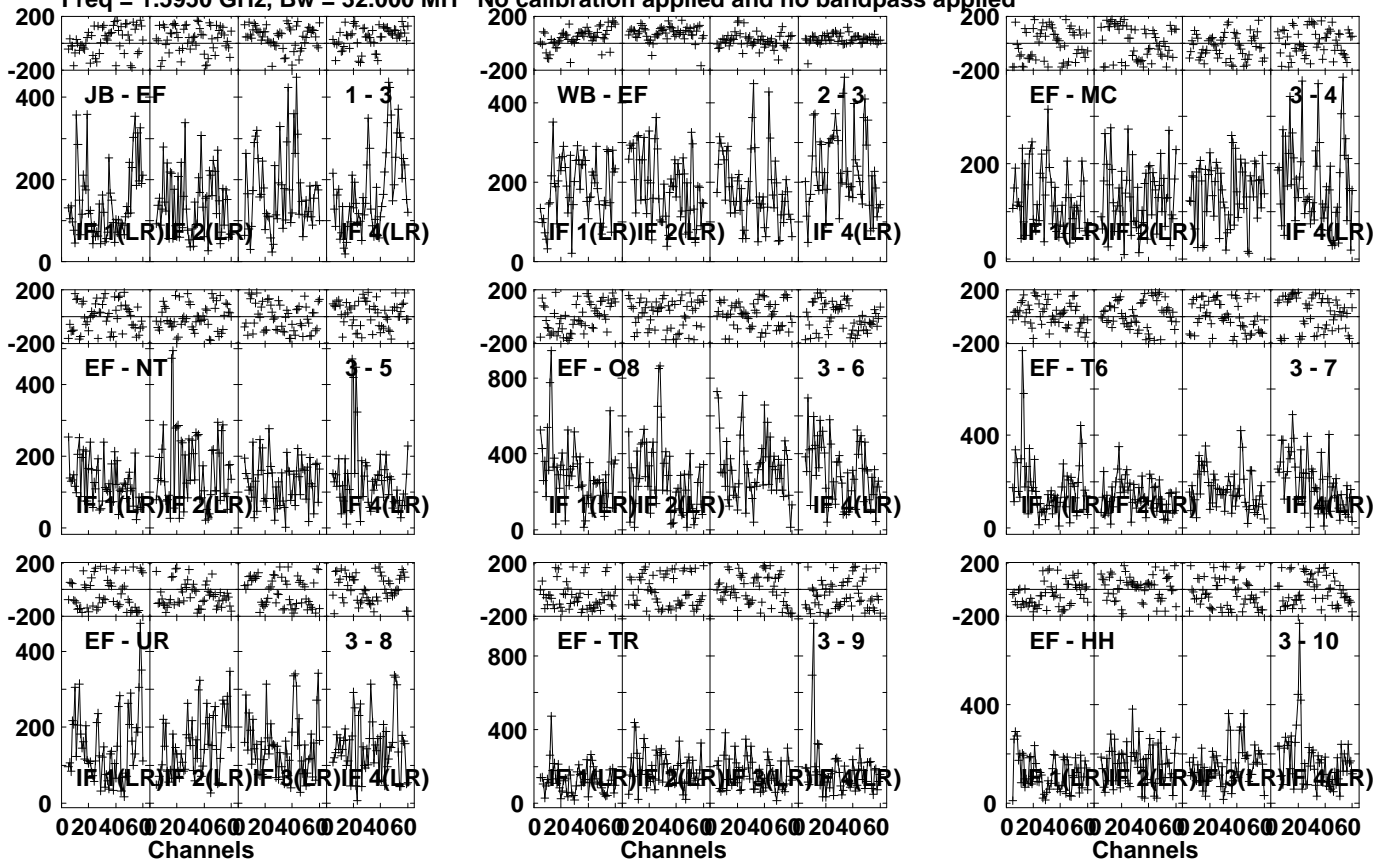 Freq = 1.5950 GHz, Bw = 32.000 MH No calibration applied and no bandpass applied
200 200 200
-200 -200 -200
JB - EF 1 - 3 WB - EF 2 - 3 EF - MC 3 - 4
400 400 400
200 200 200
IF 1(LR) IF 2(LR) IF 4(LR) IF 1(LR) IF 2(LR) IF 4(LR) IF 1(LR) IF 2(LR) IF 4(LR)
0 0 0
200 200 200
-200 -200 -200
EF - NT 3 - 5 EF - O8 3 - 6 EF - T6 3 - 7
400 800 400
200 400
IF 1(LR) IF 2(LR) IF 4(LR) IF 1(LR) IF 2(LR) IF 4(LR) IF 1(LR) IF 2(LR) IF 4(LR)
0 0 0
200 200 200
-200 -200 -200
EF - UR 3 - 8 EF - TR 3 - 9 EF - HH 3 - 10
400 800 400
200 400
IF 1(LR) IF 2(LR) IF 3(LR) IF 4(LR) IF 1(LR) IF 2(LR) IF 3(LR) IF 4(LR) IF 1(LR) IF 2(LR) IF 3(LR) IF 4(LR)
0 0 0
0 20 40 60 0 20 40 60 0 20 40 60 0 20 40 60 0 20 40 60 0 20 40 60 0 20 40 60 0 20 40 60 0 20 40 60 0 20 40 60 0 20 40 60 0 20 40 60
Channels Channels Channels